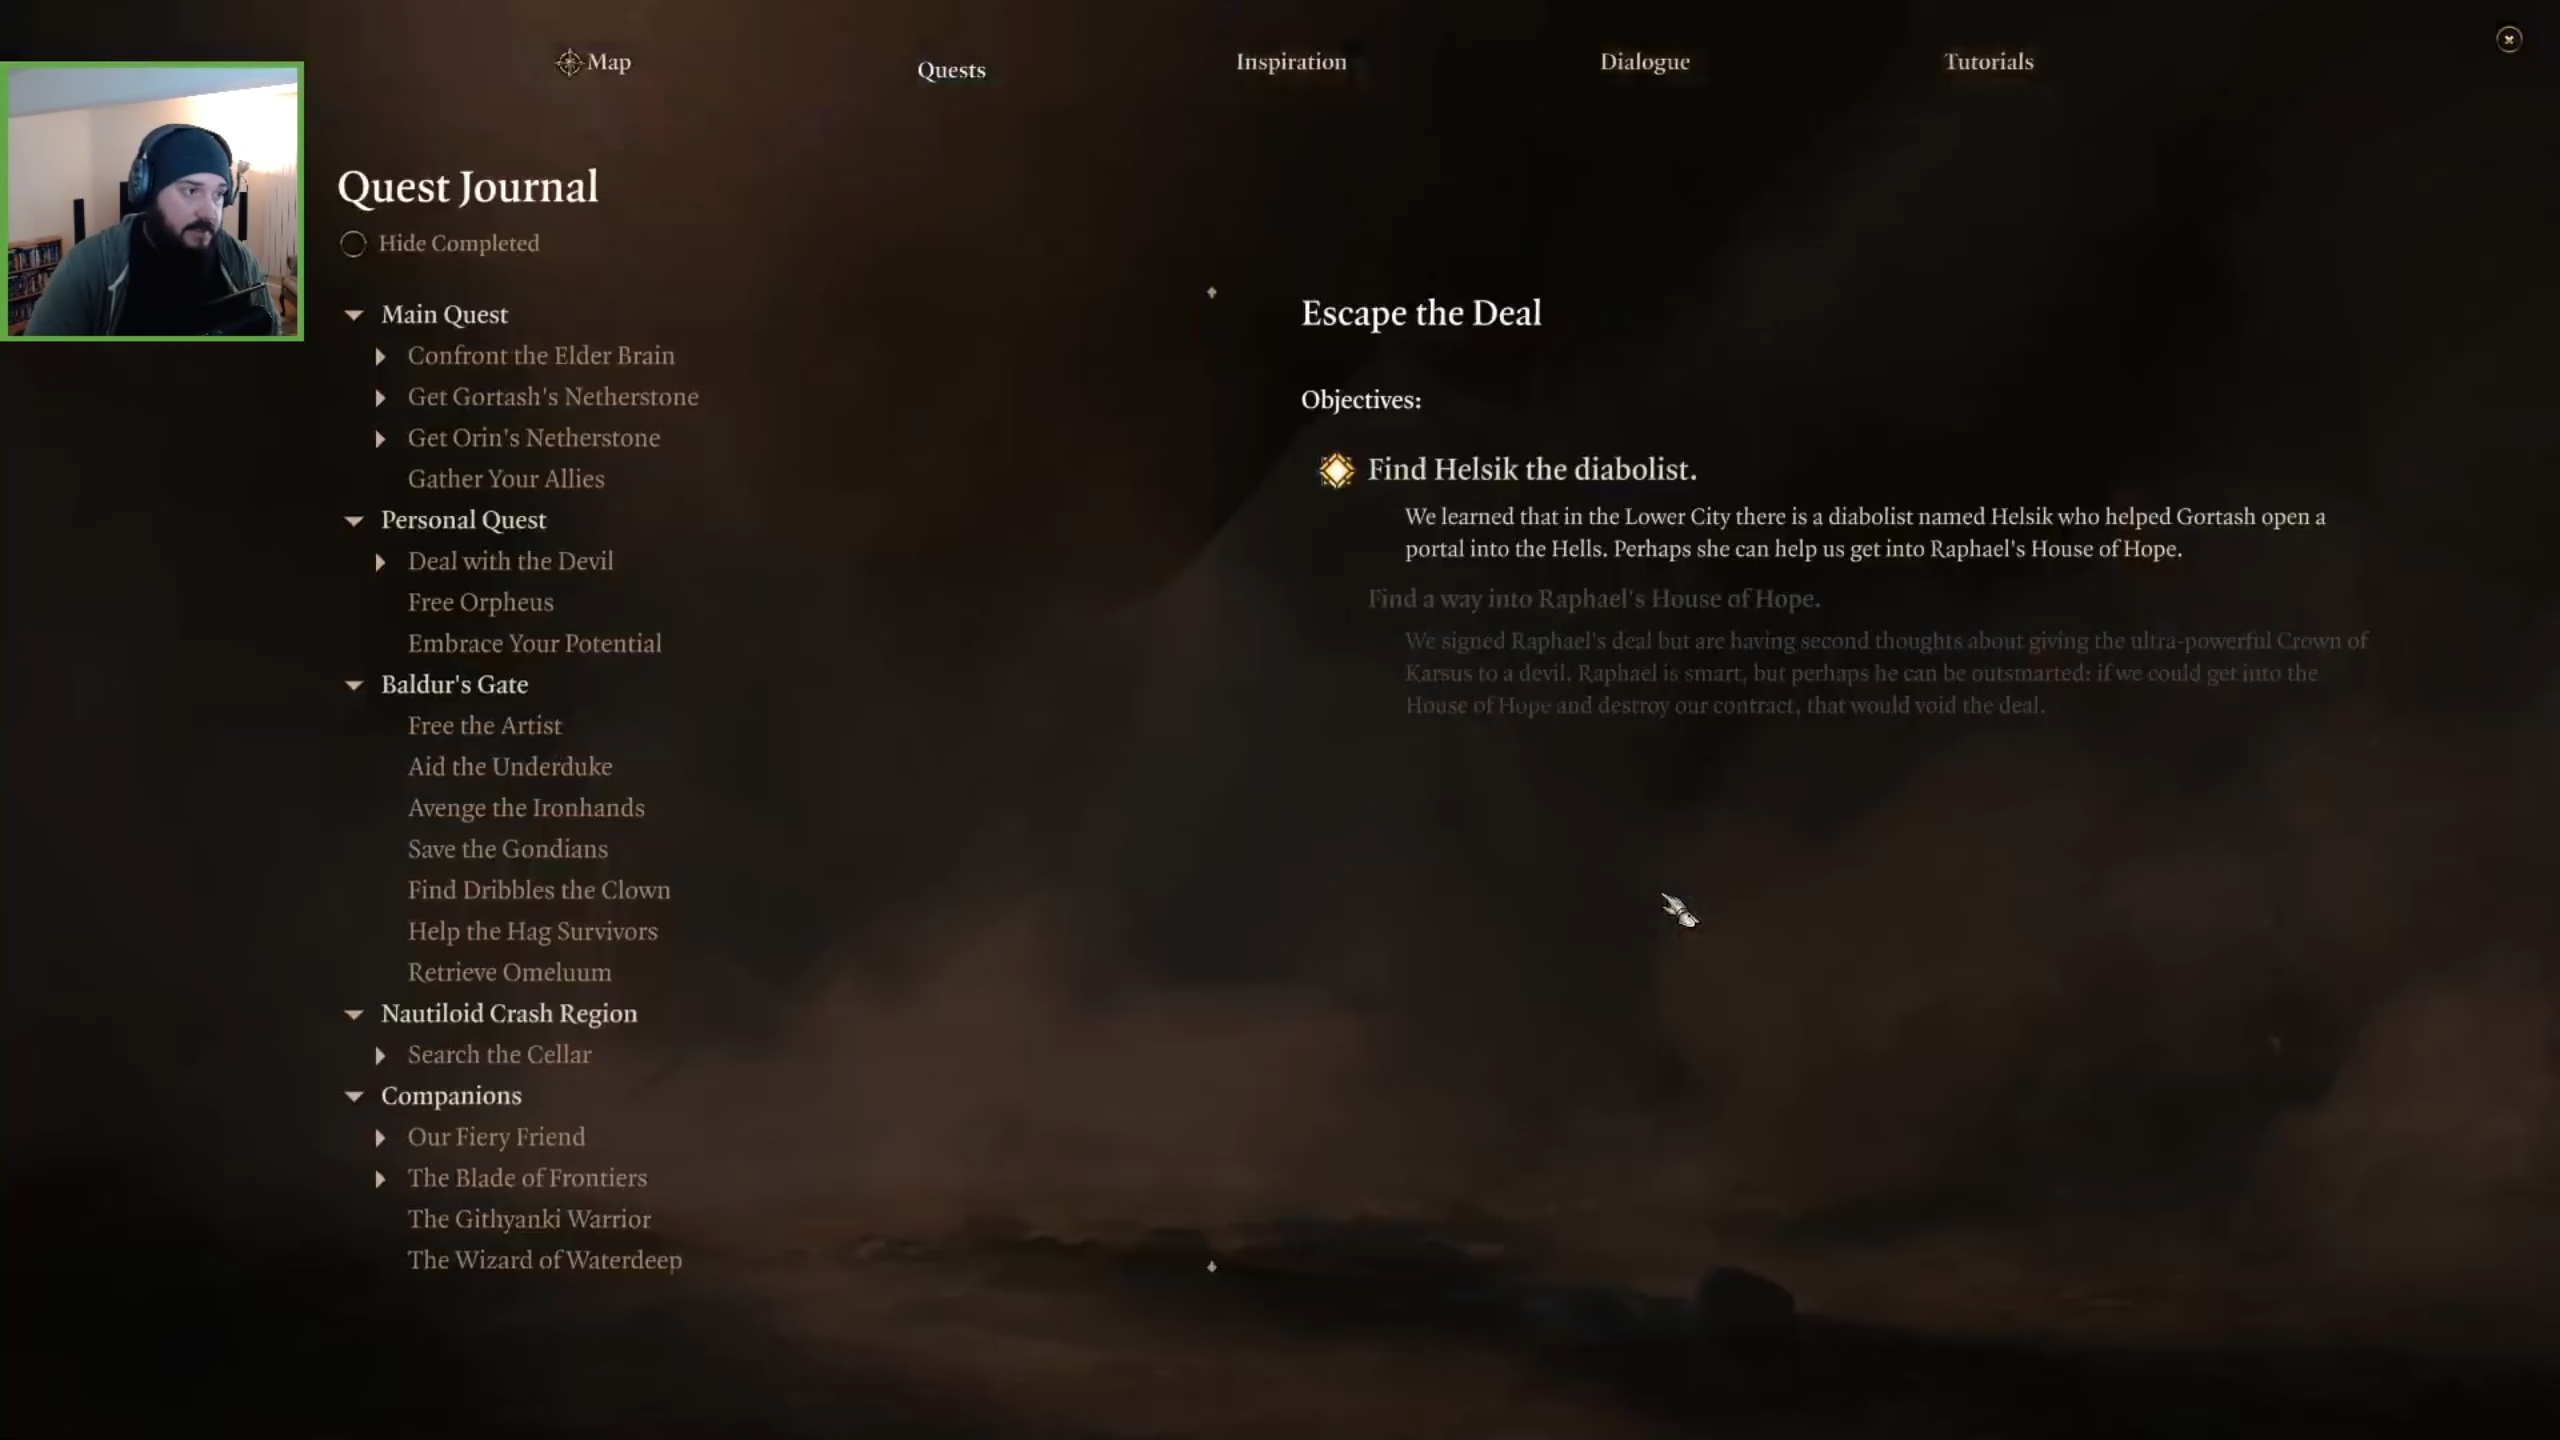 Map
Quests
Inspiration
Dialogue
Tutorials
Quest Journal
Hide Completed
Main Quest
Confront the Elder Brain
Get Gortash's Netherstone
Get Orin's Netherstone
Gather Your Allies
Personal Quest
Deal with the Devil
Free Orpheus
Embrace Your Potential
Baldur's Gate
Free the Artist
Aid the Underduke
Avenge the Ironhands
Save the Gondians
Find Dribbles the Clown
Help the Hag Survivors
Retrieve Omeluum
Nautiloid Crash Region
Search the Cellar
Companions
Our Fiery Friend
The Blade of Frontiers
The Githyanki Warrior
The Wizard of Waterdeep
Escape the Deal
Objectives:
Find Helsik the diabolist.
We learned that in the Lower City there is a diabolist named Helsik who helped Gortash open a
portal into the Hells. Perhaps she can help us get into Raphael's House of Hope.
Find a way into Raphael's House of Hope.
We signed Raphael's deal but are having second thoughts about giving the ultra-powerful Crown of
Karsus to a devil. Raphael is smart, but perhaps he can be outsmarted: if we could get into the
House of Hope and destroy our contract, that would void the deal.